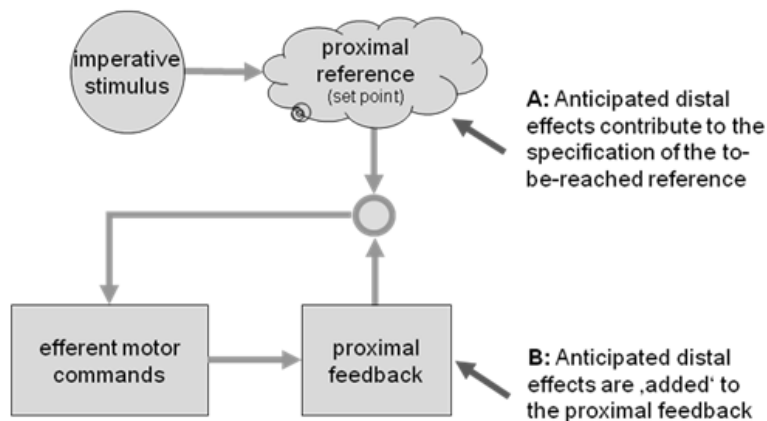 imperative
stimulus
proximal
reference
(set point)
A: Anticipated distal
effects contribute to the
specification of the to-
be-reached reference
efferent motor
commands
proximal
feedback
B: Anticipated distal
effects are ‚added‘ to
the proximal feedback